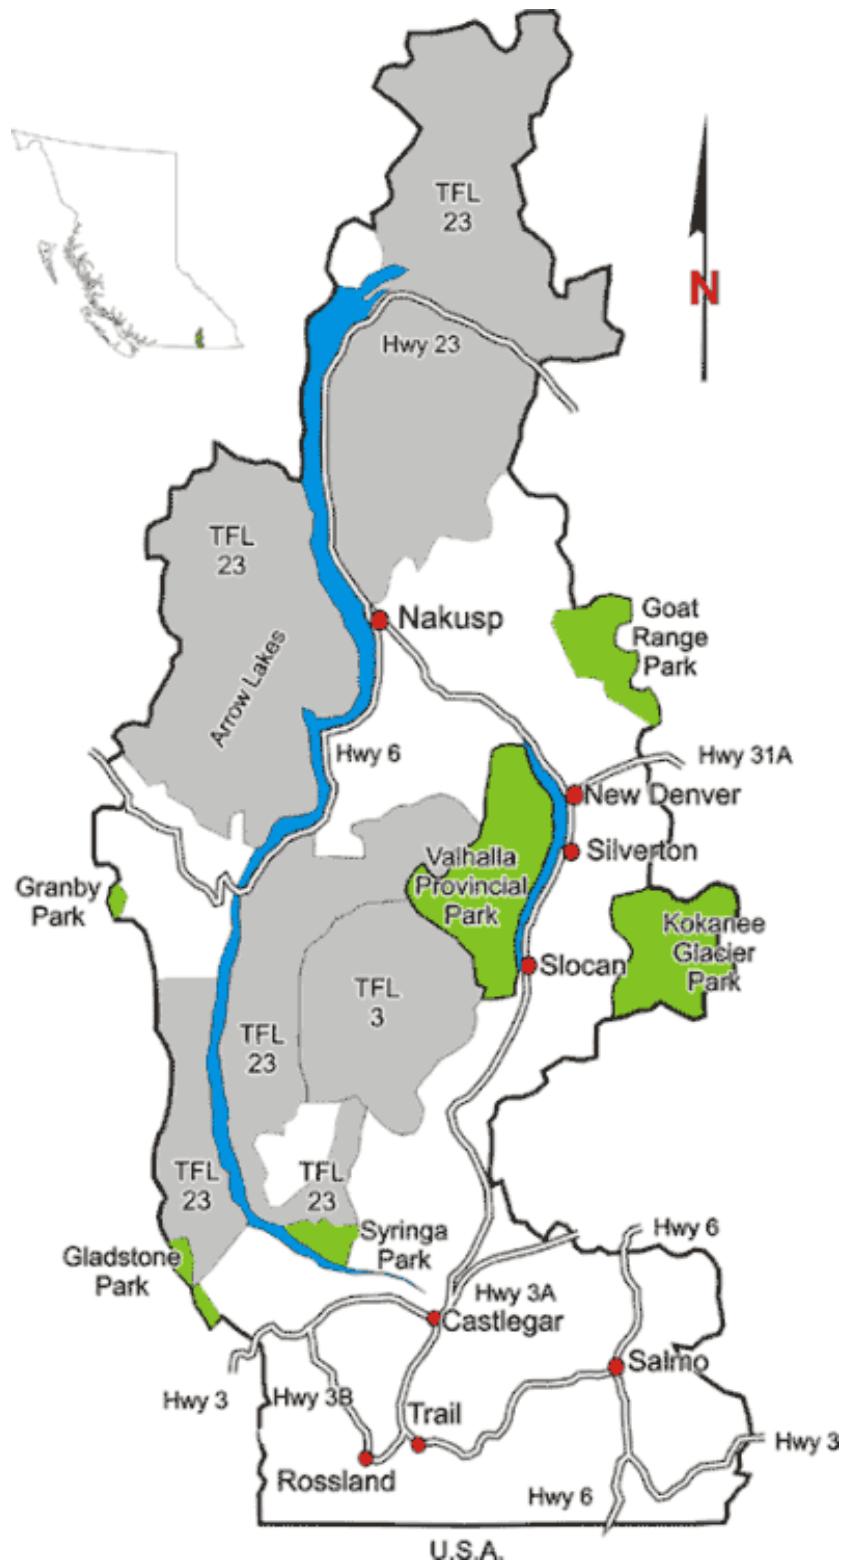 TFL
23
N
Hwy 23
TFL
23
Arrow Lakes
Nakusp
Goat
Range
Park
Hwy 6
Hwy 31A
New Denver
Silverton
Valhalla
Provincial
Park
Granby
Park
Kokanee
Glacier
Park
Slocan
TFL
3
TFL
23
TFL
23
TFL
23
Syringa
Park
Gladstone
Park
Hwy 6
Hwy 3A
Castlegar
Salmo
Hwy 3
Hwy 3B
Trail
Hwy 3
Rossland
Hwy 6
U.S.A.